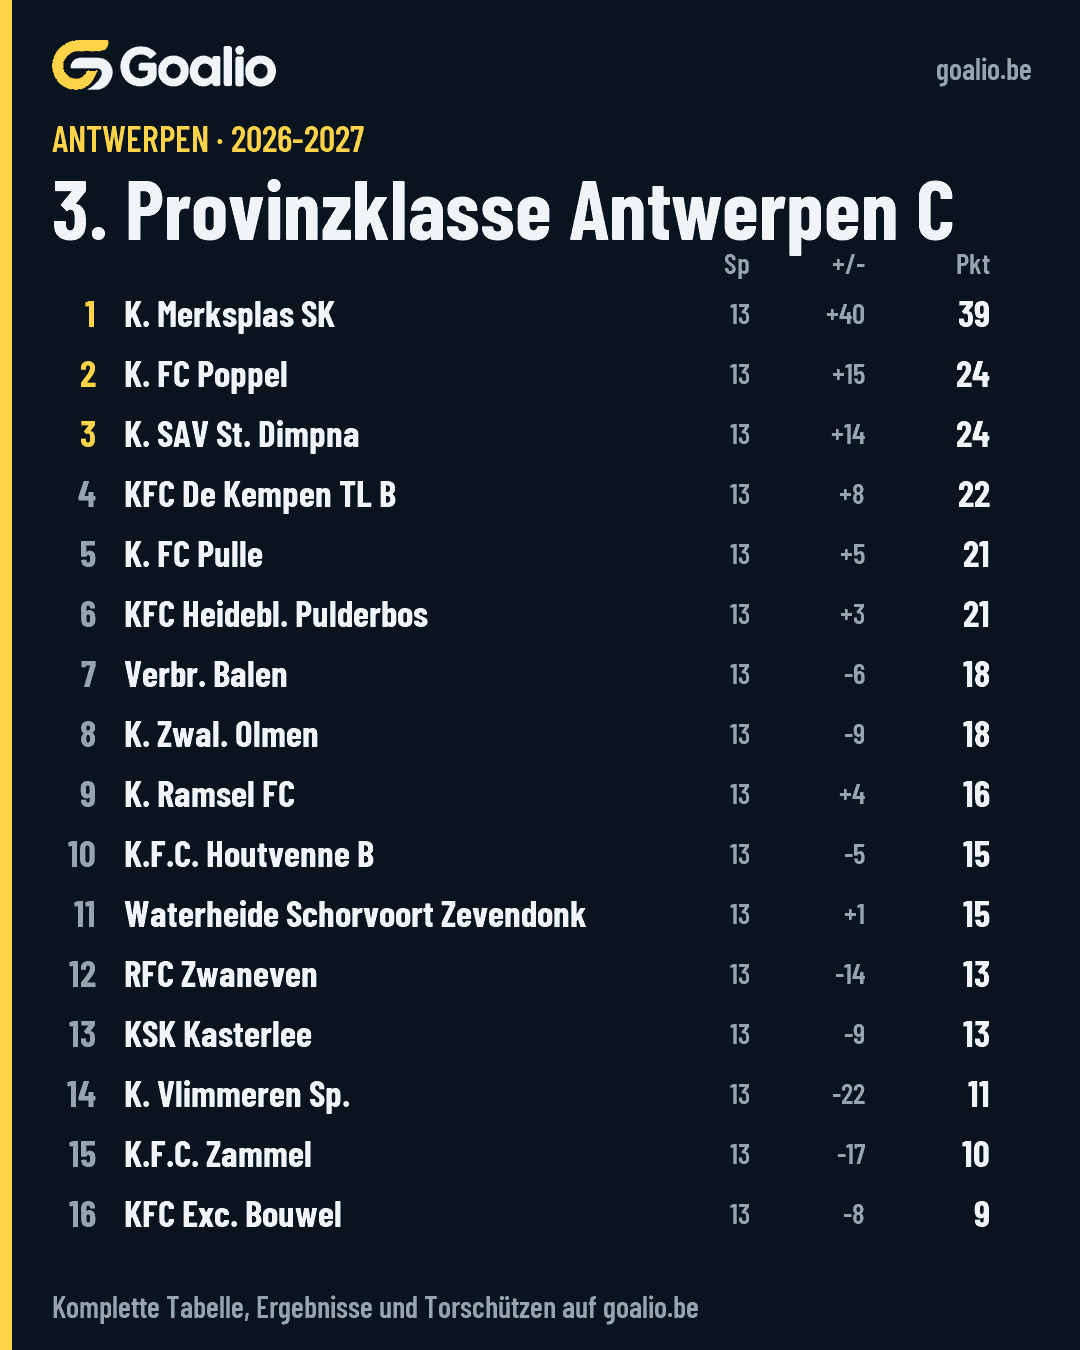 Goalio
goalio.be
ANTWERPEN · 2026-2027
3. Provinzklasse Antwerpen C
Sp +/- Pkt
1 K. Merksplas SK 13 +40 39
2 K. FC Poppel 13 +15 24
3 K. SAV St. Dimpna 13 +14 24
4 KFC De Kempen TL B 13 +8 22
5 K. FC Pulle 13 +5 21
6 KFC Heidebl. Pulderbos 13 +3 21
7 Verbr. Balen 13 -6 18
8 K. Zwal. Olmen 13 -9 18
9 K. Ramsel FC 13 +4 16
10 K.F.C. Houtvenne B 13 -5 15
11 Waterheide Schorvoort Zevendonk 13 +1 15
12 RFC Zwaneven 13 -14 13
13 KSK Kasterlee 13 -9 13
14 K. Vlimmeren Sp. 13 -22 11
15 K.F.C. Zammel 13 -17 10
16 KFC Exc. Bouwel 13 -8 9
Komplette Tabelle, Ergebnisse und Torschützen auf goalio.be